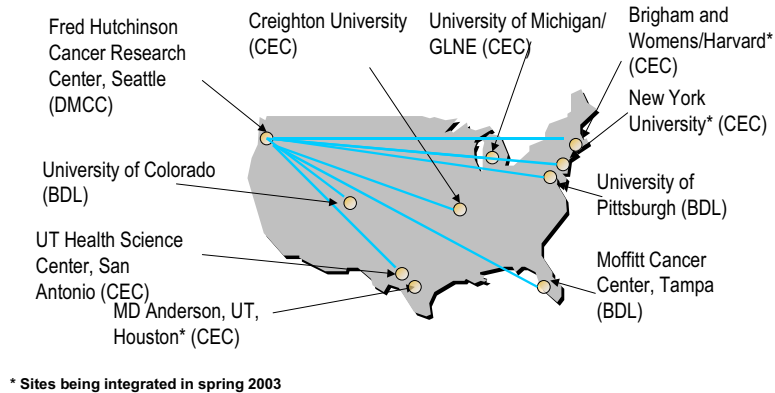 Fred Hutchinson
Cancer Research
Center, Seattle
(DMCC)
Creighton University
(CEC)
University of Michigan/
GLNE (CEC)
Brigham and
Womens/Harvard*
(CEC)
New York
University* (CEC)
University of Colorado
(BDL)
University of
Pittsburgh (BDL)
UT Health Science
Center, San
Antonio (CEC)
Moffitt Cancer
Center, Tampa
(BDL)
MD Anderson, UT,
Houston* (CEC)
* Sites being integrated in spring 2003